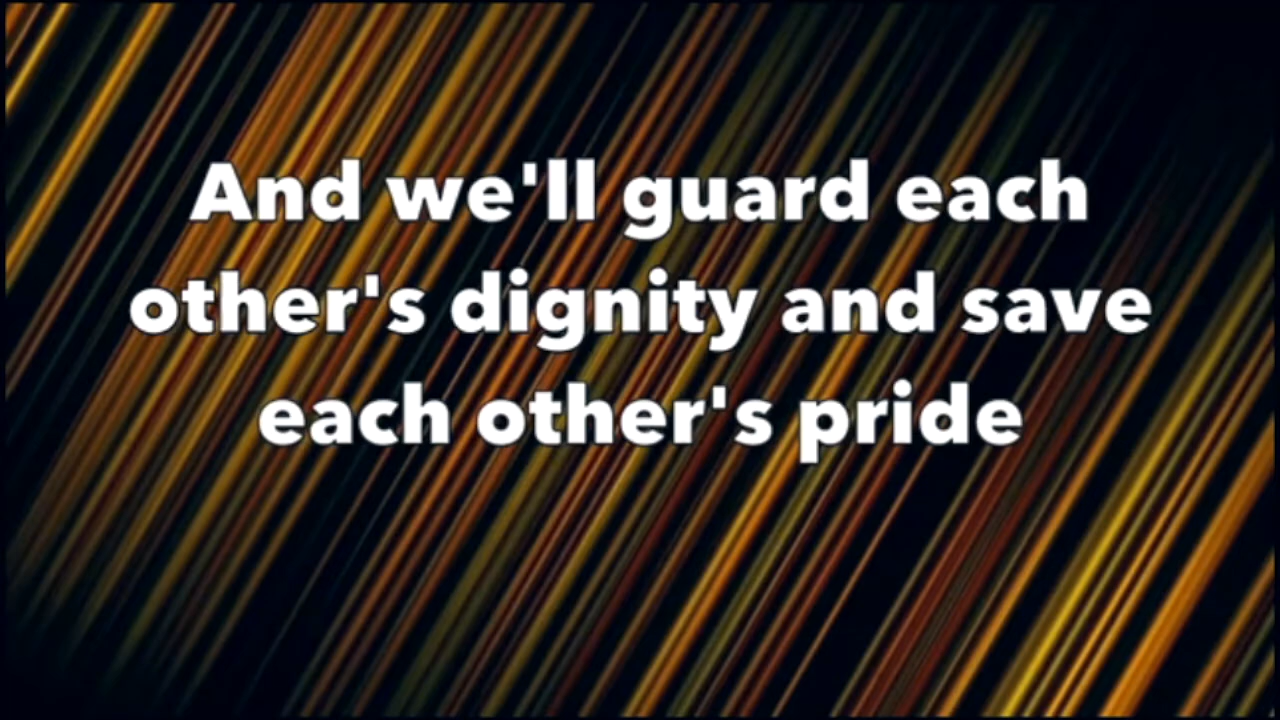 And we'll guard each
other's dignity and save
each other's pride